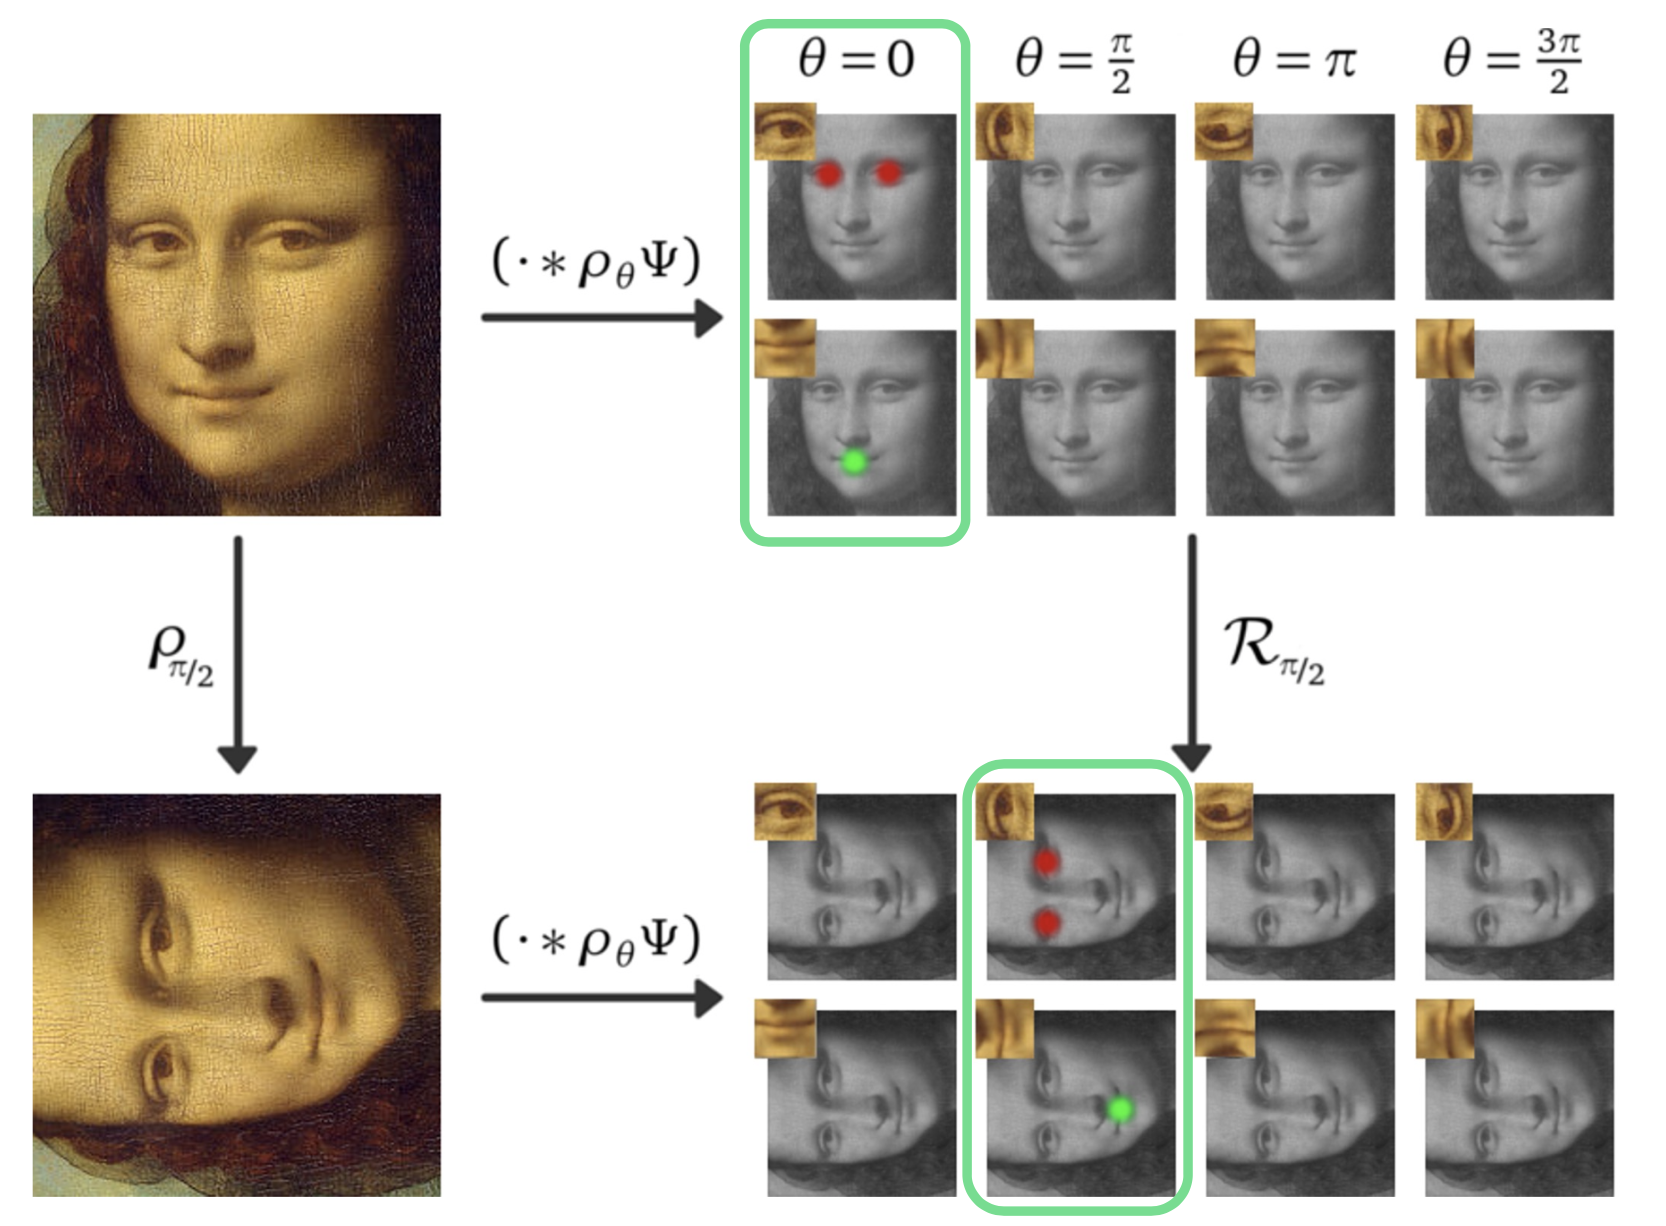 θ = 0
θ = π/2
θ = π
θ = 3π/2
(· ∗ ρ_θ Ψ)
ρ_π/2
ℛ_π/2
(· ∗ ρ_θ Ψ)